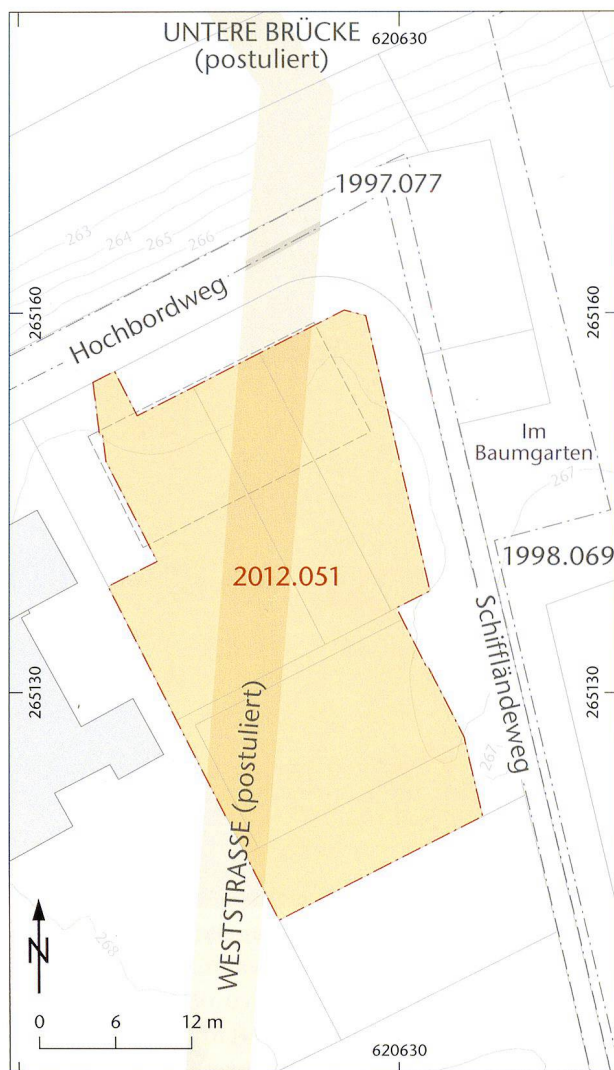 UNTERE BRÜCKE
(postuliert)
620630
1997.077
263
264
265
266
265160
265160
Hochbordweg
Im
Baumgarten
267
2012.051
1998.069
Schiffländeweg
265130
265130
WESTSTRASSE (postuliert)
267
268
N
0 6 12 m
620630